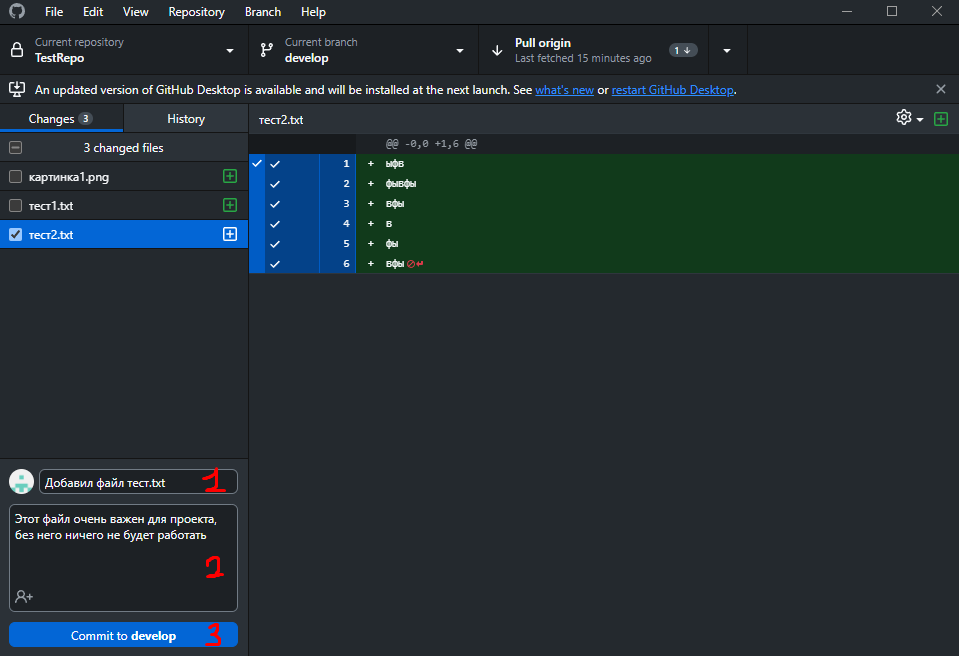 File Edit View Repository Branch Help
Current repository
TestRepo
Current branch
develop
Pull origin
Last fetched 15 minutes ago
1
An updated version of GitHub Desktop is available and will be installed at the next launch. See what's new or restart GitHub Desktop.
Changes 3
History
тест2.txt
3 changed files
картинка1.png
тест1.txt
тест2.txt
@@ -0,0 +1,6 @@
1 + ыфв
2 + фывфы
3 + вфы
4 + в
5 + фы
6 + вфы
Добавил файл тест.txt 1
Этот файл очень важен для проекта,
без него ничего не будет работать
2
Commit to develop 3